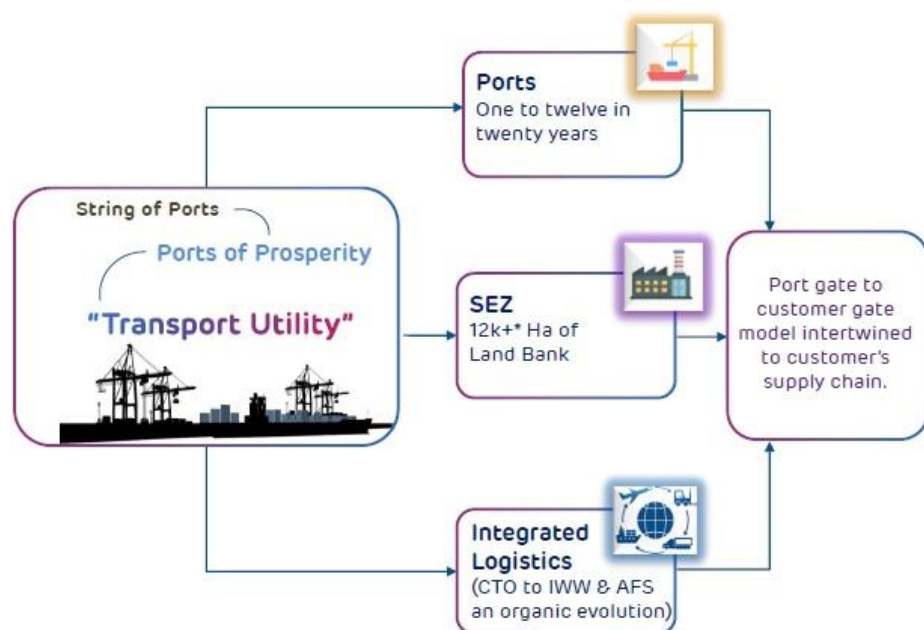 String of Ports
Ports of Prosperity
"Transport Utility"
Ports
One to twelve in
twenty years
SEZ
12k+* Ha of
Land Bank
Integrated
Logistics
(CTO to IWW & AFS
an organic evolution)
Port gate to
customer gate
model intertwined
to customer's
supply chain.